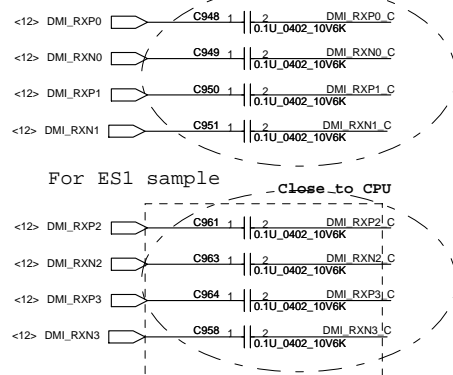 <12> DMI_RXP0 C948 1 2 DMI_RXP0_C
0.1U_0402_10V6K
<12> DMI_RXN0 C949 1 2 DMI_RXN0_C
0.1U_0402_10V6K
<12> DMI_RXP1 C950 1 2 DMI_RXP1_C
0.1U_0402_10V6K
<12> DMI_RXN1 C951 1 2 DMI_RXN1_C
0.1U_0402_10V6K
For ES1 sample
Close to CPU
<12> DMI_RXP2 C961 1 2 DMI_RXP2_C
0.1U_0402_10V6K
<12> DMI_RXN2 C963 1 2 DMI_RXN2_C
0.1U_0402_10V6K
<12> DMI_RXP3 C964 1 2 DMI_RXP3_C
0.1U_0402_10V6K
<12> DMI_RXN3 C958 1 2 DMI_RXN3_C
0.1U_0402_10V6K